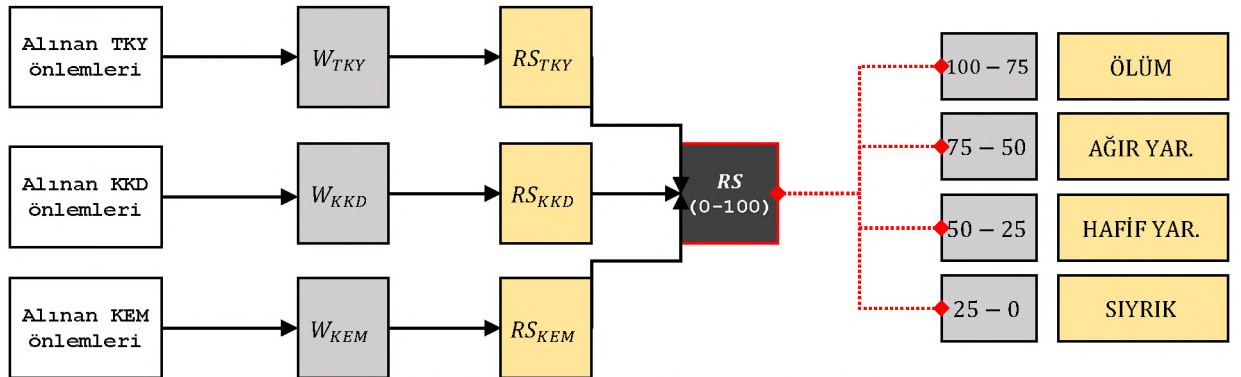 Alınan TKY
önlemleri
W_TKY
RS_TKY
Alınan KKD
önlemleri
W_KKD
RS_KKD
Alınan KEM
önlemleri
W_KEM
RS_KEM
RS
(0-100)
100 – 75
ÖLÜM
75 – 50
AĞIR YAR.
50 – 25
HAFİF YAR.
25 – 0
SIYRIK